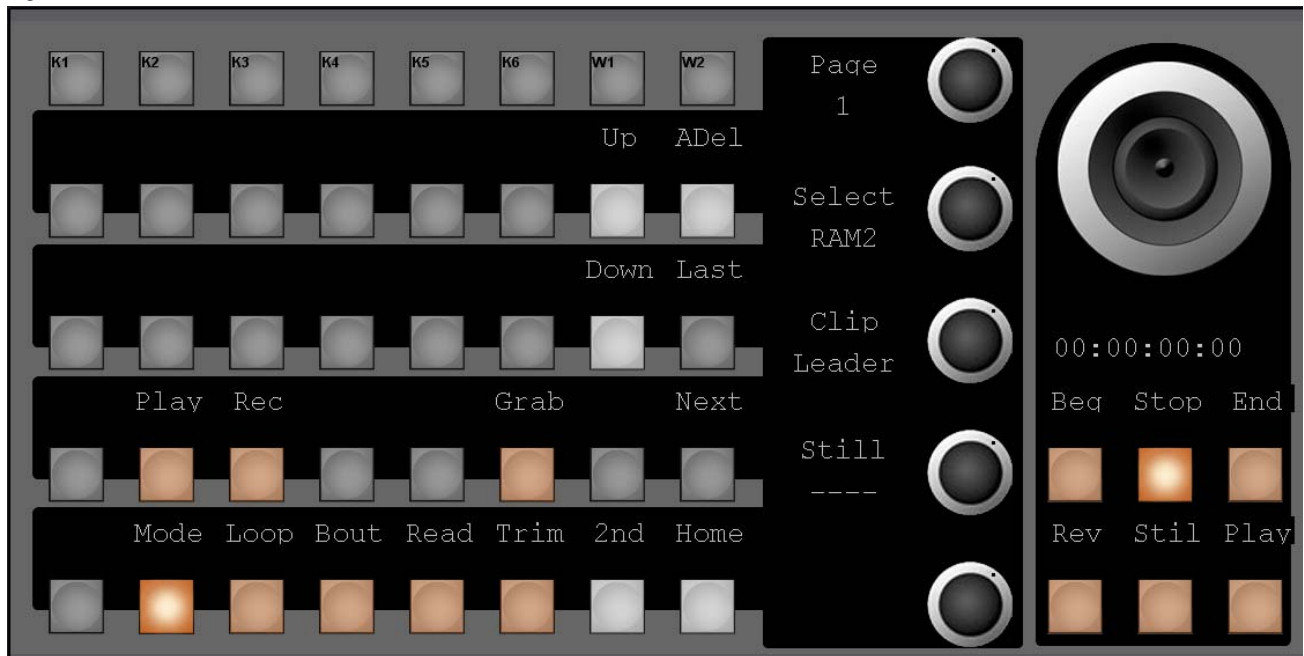 K1 K2 K3 K4 K5 K6 W1 W2
Page
1
Up ADel
Select
RAM2
Down Last
Clip
Leader
00:00:00:00
Play Rec Grab Next
Beg Stop End
Still
----
Mode Loop Bout Read Trim 2nd Home
Rev Stil Play